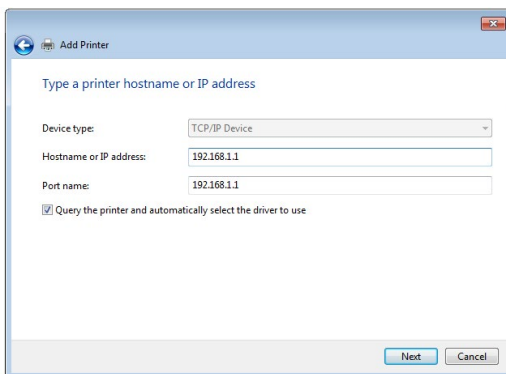 Add Printer
Type a printer hostname or IP address
Device type: TCP/IP Device
Hostname or IP address: 192.168.1.1
Port name: 192.168.1.1
Query the printer and automatically select the driver to use
Next Cancel